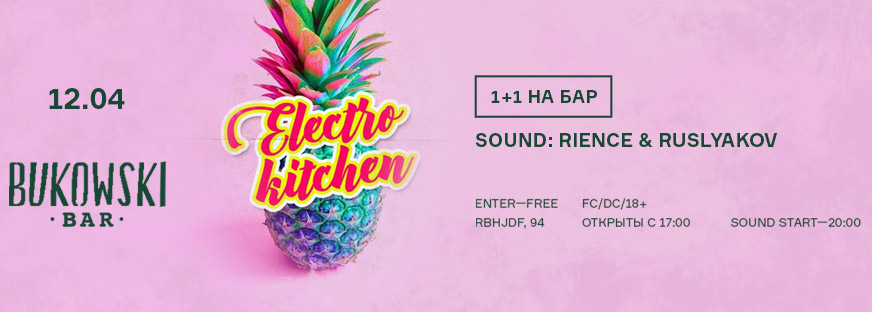 12.04
BUKOWSKI
·BAR·
Electro
kitchen
1+1 НА БАР
SOUND: RIENCE & RUSLYAKOV
ENTER—FREE FC/DC/18+
RBHJDF, 94 ОТКРЫТЫ С 17:00 SOUND START—20:00